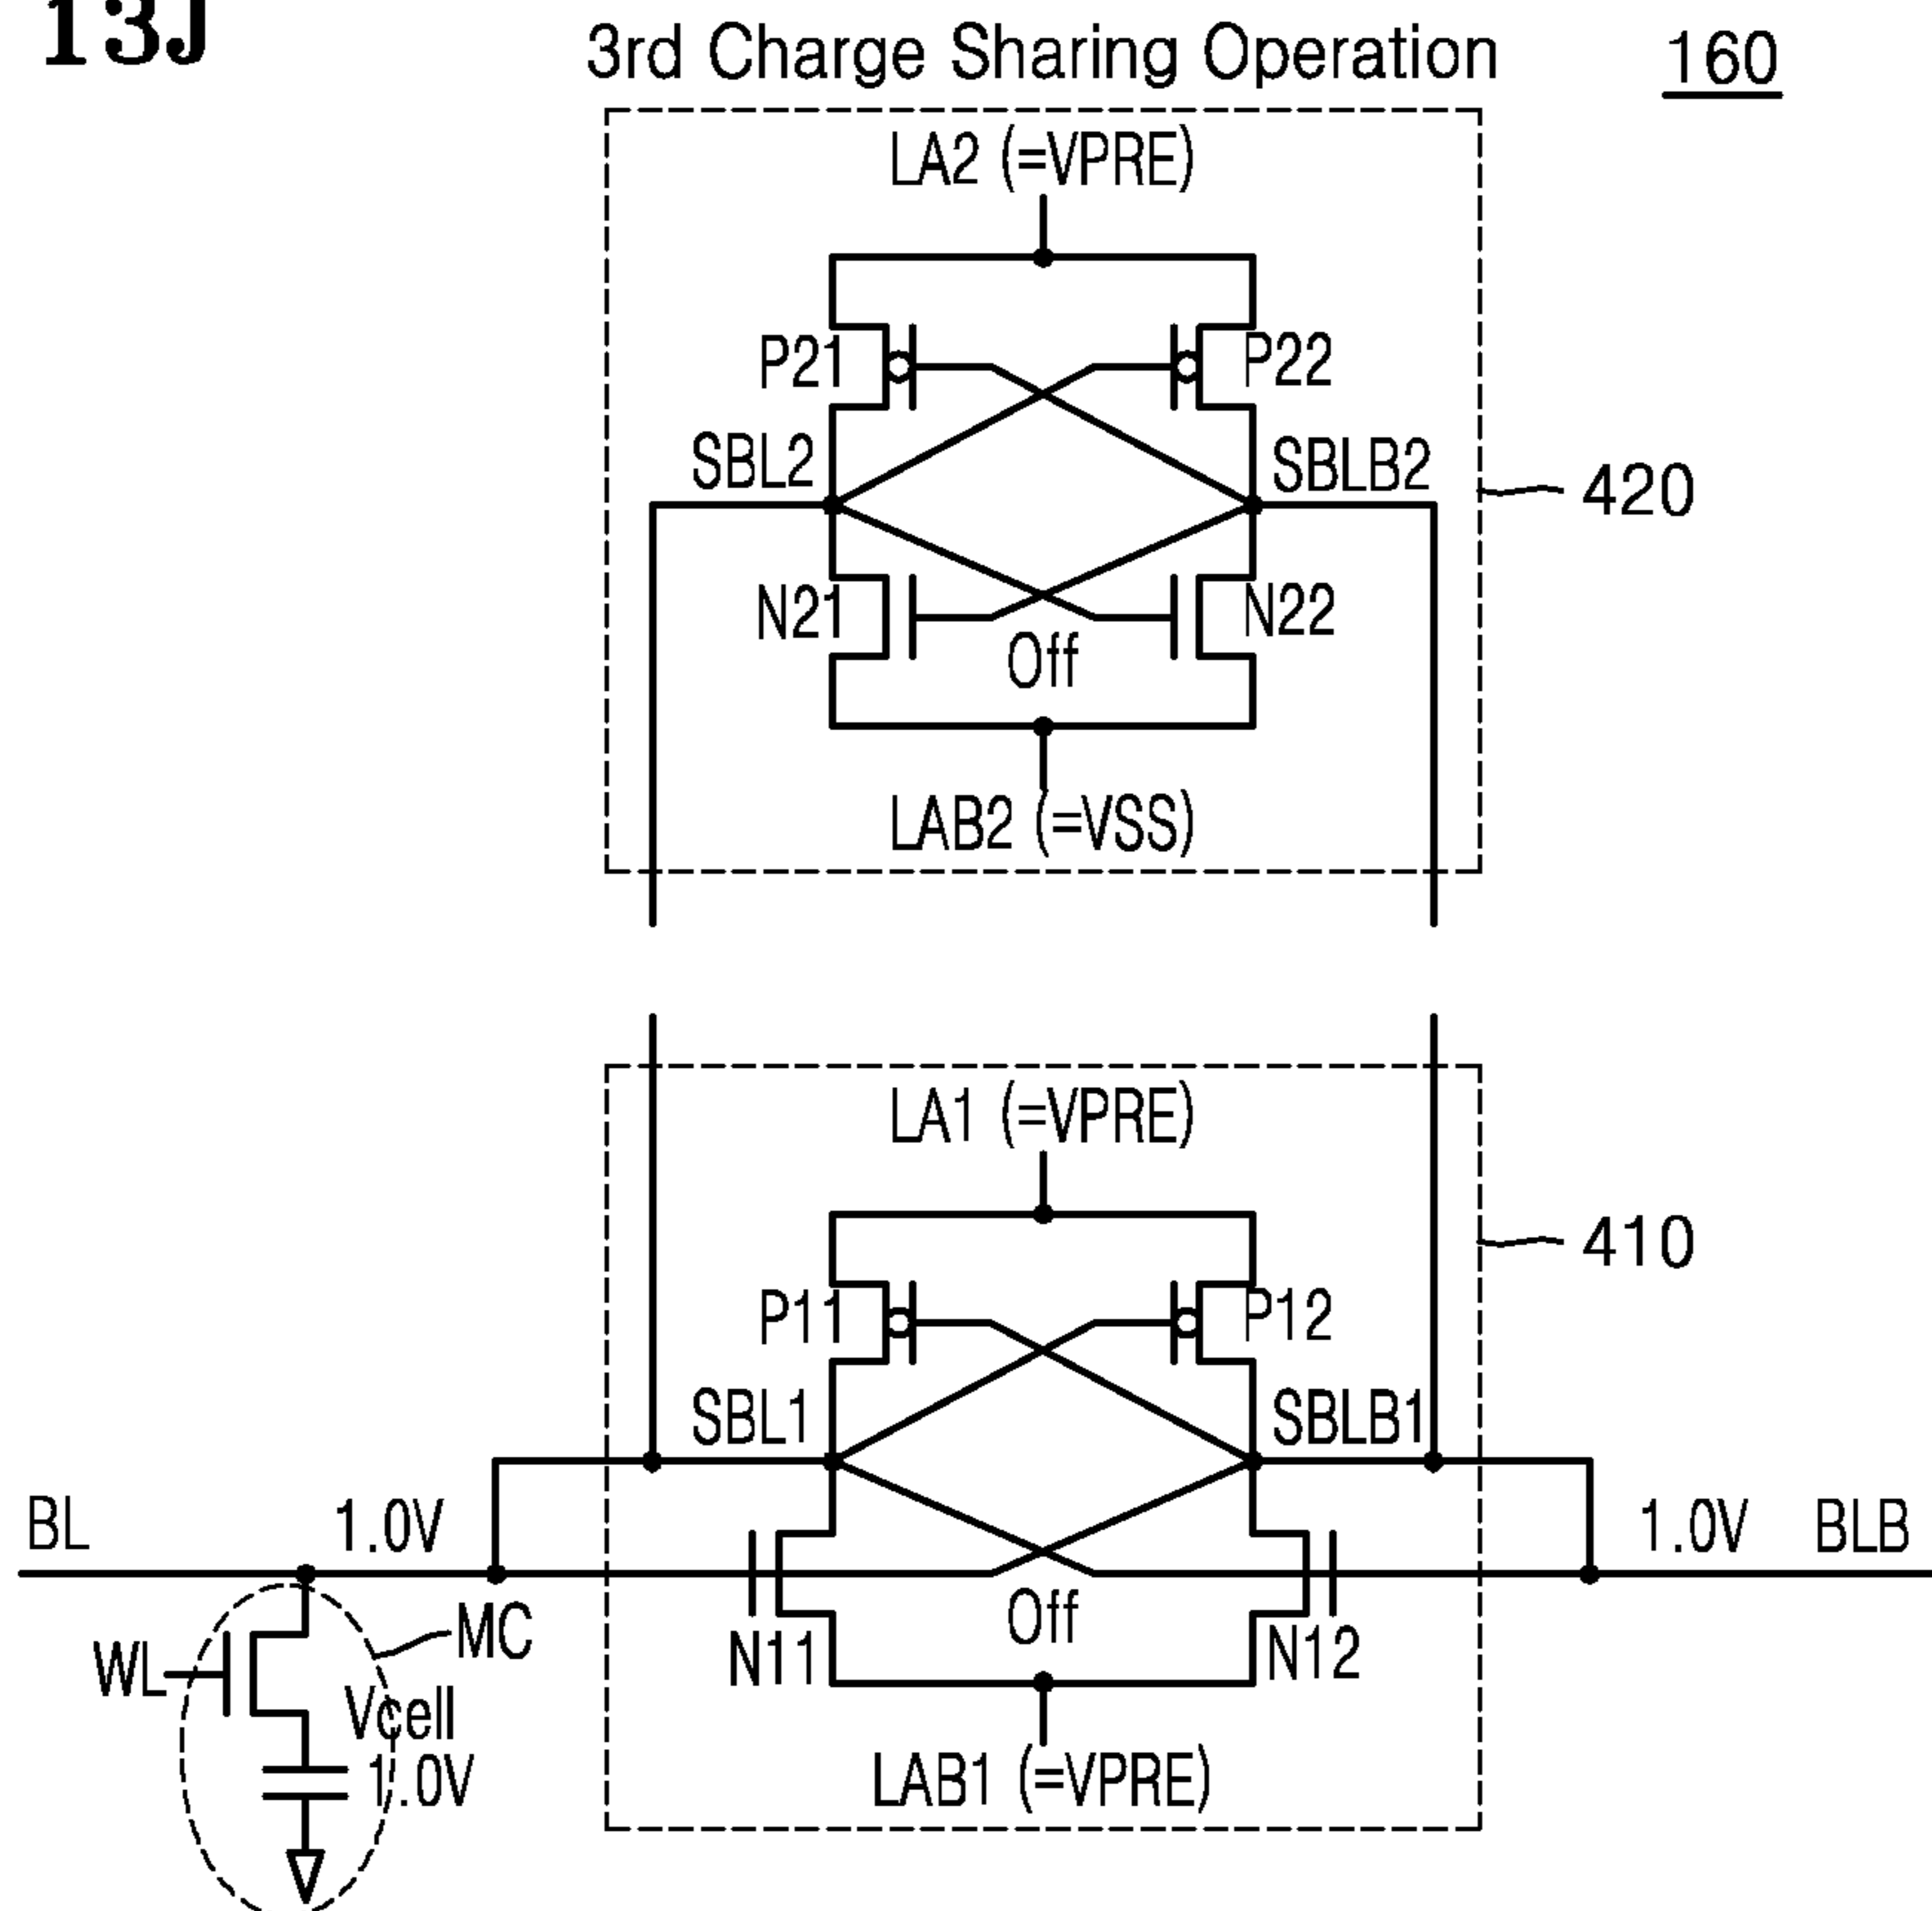 13J
3rd Charge Sharing Operation
160
LA2 (=VPRE)
P21
P22
SBL2
SBLB2
420
N21
N22
Off
LAB2 (=VSS)
LA1 (=VPRE)
410
P11
P12
SBL1
SBLB1
BL
1.0V
1.0V
BLB
Off
MC
WL
N11
N12
Vcell
1.0V
LAB1 (=VPRE)